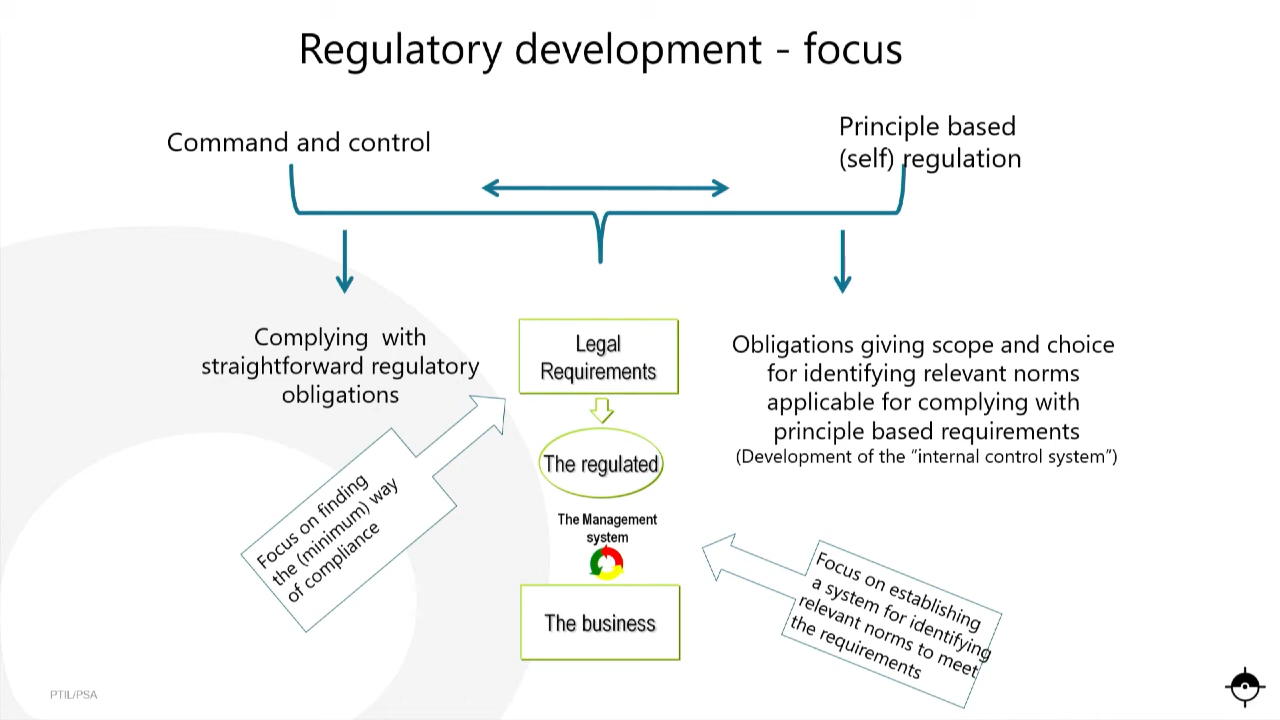 Regulatory development - focus
Command and control
Principle based
(self) regulation
Complying with
straightforward regulatory
obligations
Legal
Requirements
Obligations giving scope and choice
for identifying relevant norms
applicable for complying with
principle based requirements
(Development of the “internal control system”)
The regulated
Focus on finding
the (minimum) way
of compliance
The Management
system
The business
Focus on establishing
a system for identifying
relevant norms to meet
the requirements
PTIL/PSA